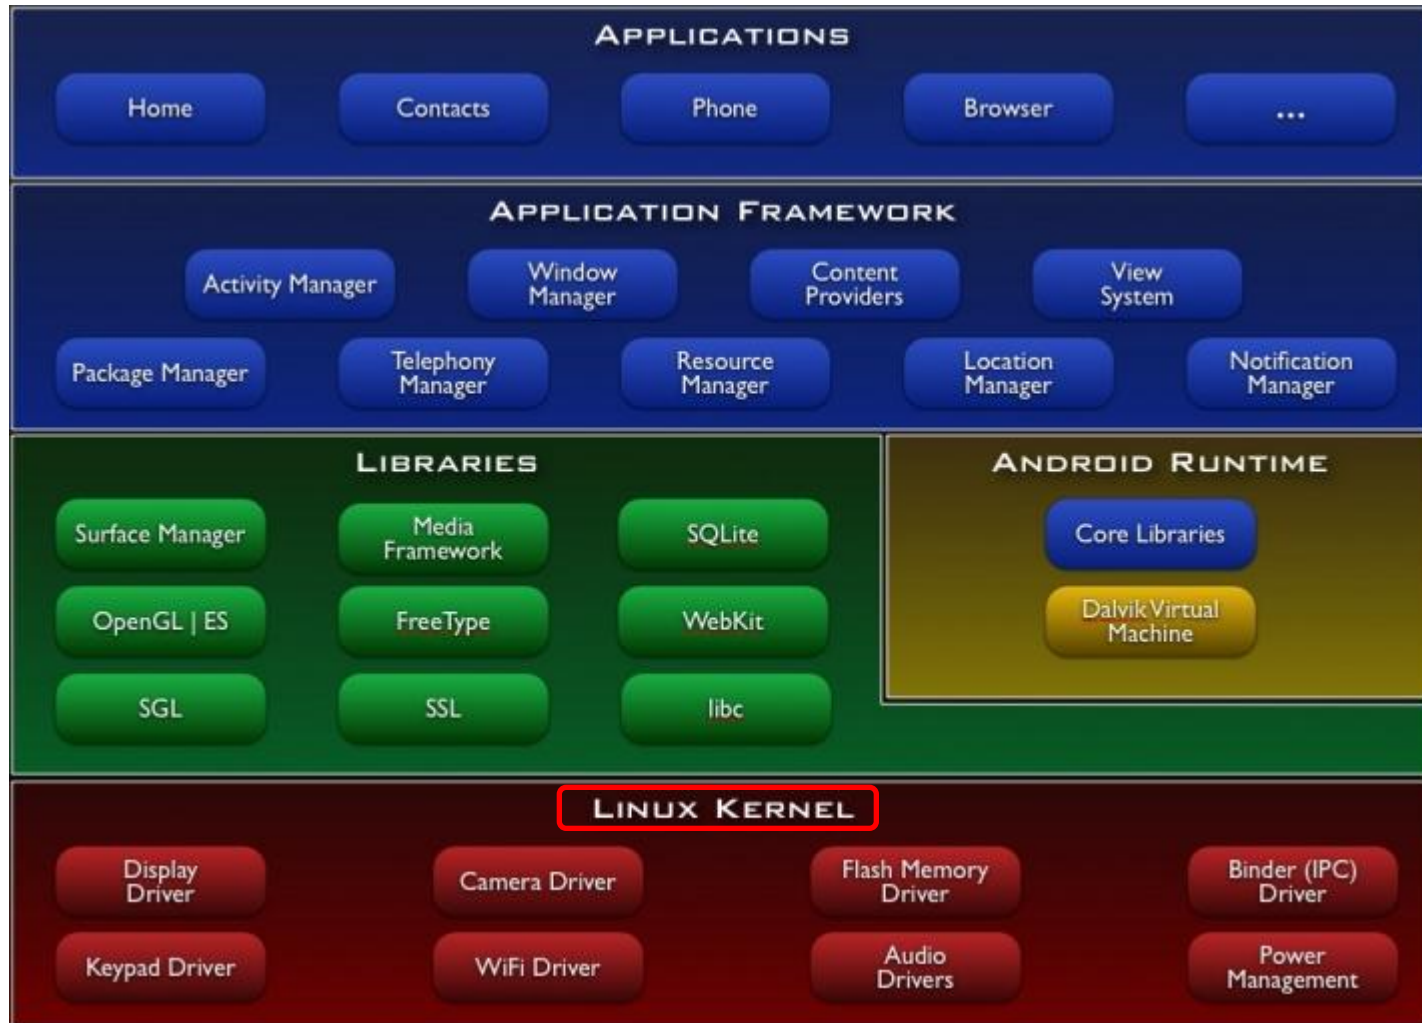 APPLICATIONS
Home
Contacts
Phone
Browser
...
APPLICATION FRAMEWORK
Activity Manager
Window
Manager
Content
Providers
View
System
Package Manager
Telephony
Manager
Resource
Manager
Location
Manager
Notification
Manager
LIBRARIES
Surface Manager
Media
Framework
SQLite
OpenGL | ES
FreeType
WebKit
SGL
SSL
libc
ANDROID RUNTIME
Core Libraries
Dalvik Virtual
Machine
LINUX KERNEL
Display
Driver
Camera Driver
Flash Memory
Driver
Binder (IPC)
Driver
Keypad Driver
WiFi Driver
Audio
Drivers
Power
Management